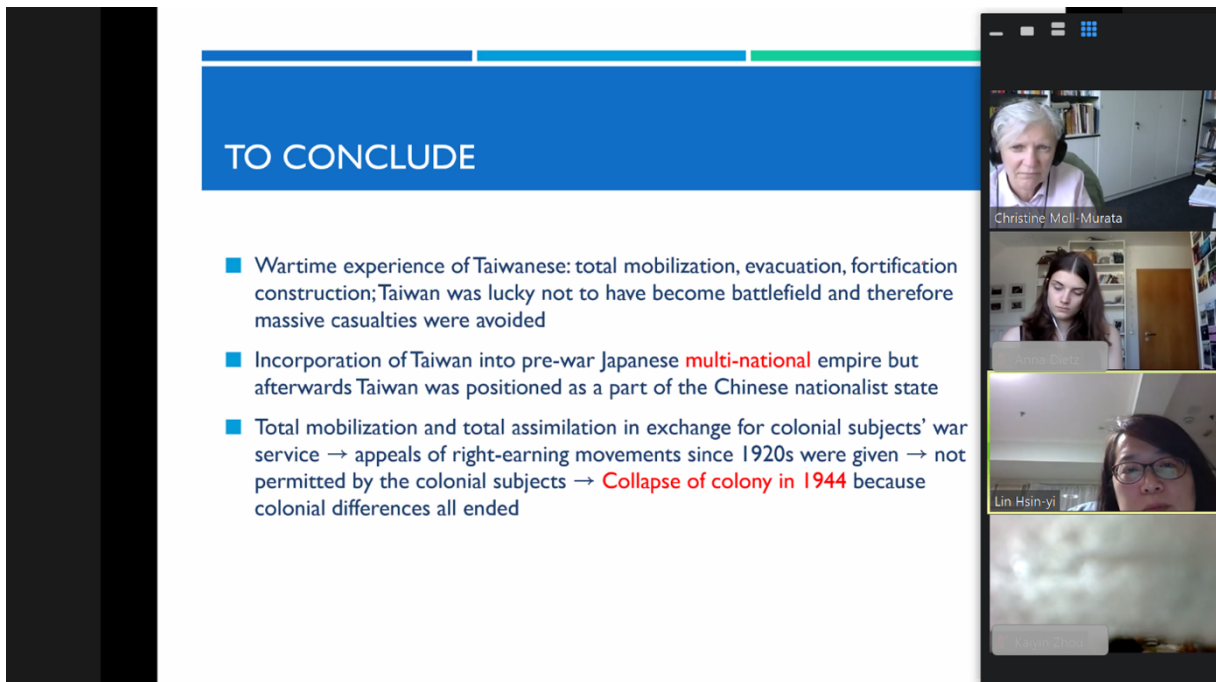 TO CONCLUDE
Wartime experience of Taiwanese: total mobilization, evacuation, fortification
construction; Taiwan was lucky not to have become battlefield and therefore
massive casualties were avoided
Incorporation of Taiwan into pre-war Japanese multi-national empire but
afterwards Taiwan was positioned as a part of the Chinese nationalist state
Total mobilization and total assimilation in exchange for colonial subjects' war
service → appeals of right-earning movements since 1920s were given → not
permitted by the colonial subjects → Collapse of colony in 1944 because
colonial differences all ended
Christine Moll-Murata
Anna Dietz
Lin Hsin-yi
Kaiyin Zhou